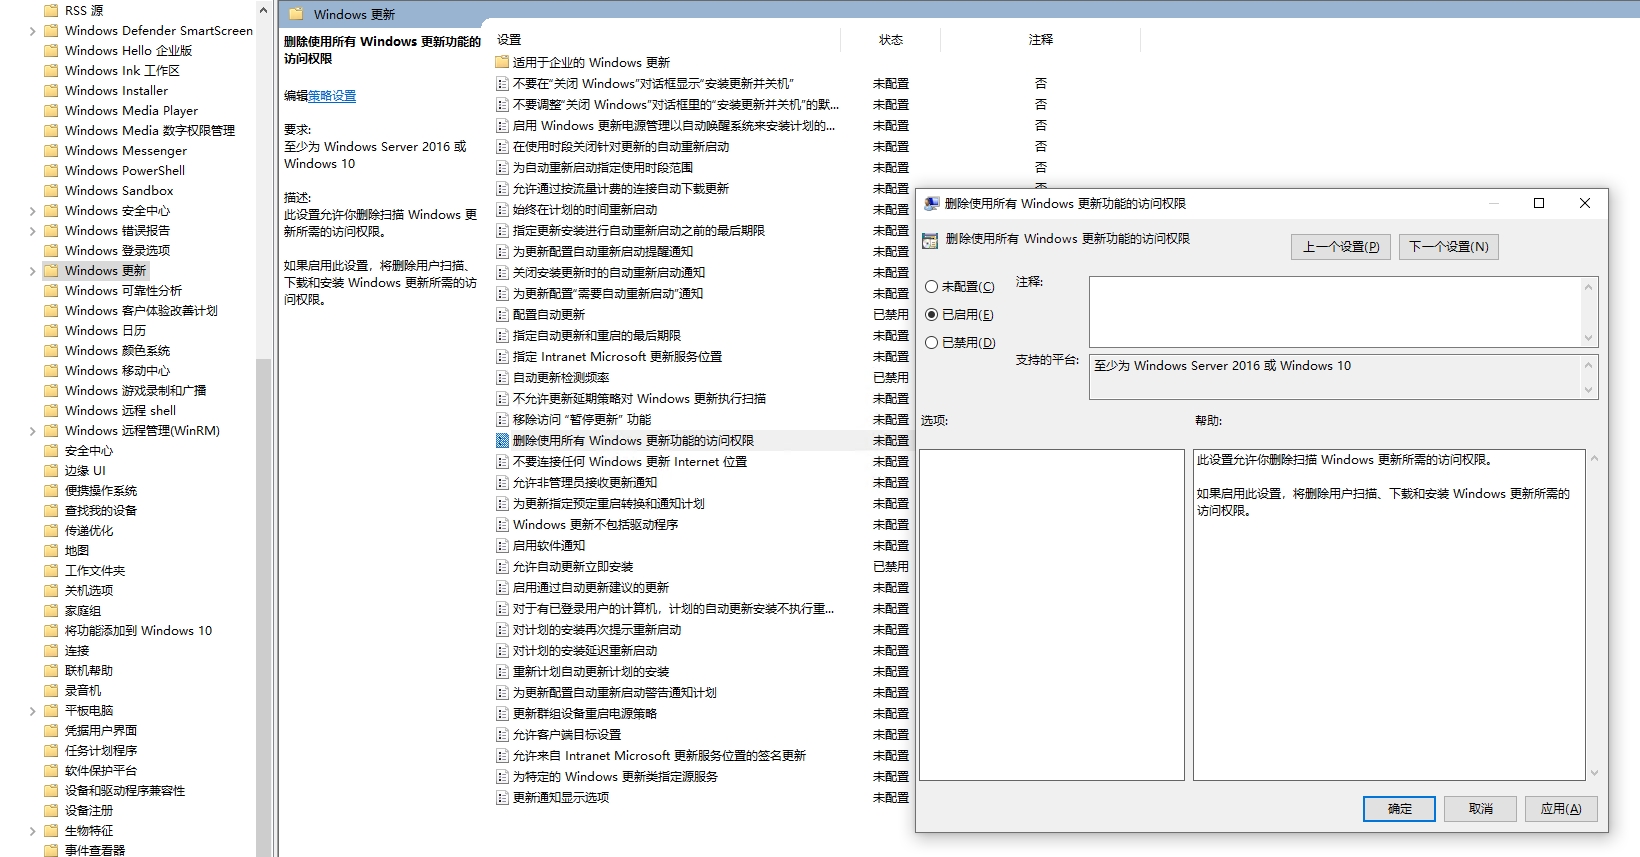 RSS 源
Windows Defender SmartScreen
Windows Hello 企业版
Windows Ink 工作区
Windows Installer
Windows Media Player
Windows Media 数字权限管理
Windows Messenger
Windows PowerShell
Windows Sandbox
Windows 安全中心
Windows 错误报告
Windows 登录选项
Windows 更新
Windows 可靠性分析
Windows 客户体验改善计划
Windows 日历
Windows 颜色系统
Windows 移动中心
Windows 游戏录制和广播
Windows 远程 shell
Windows 远程管理(WinRM)
安全中心
边缘 UI
便携操作系统
查找我的设备
传递优化
地图
工作文件夹
关机选项
家庭组
将功能添加到 Windows 10
连接
联机帮助
录音机
平板电脑
凭据用户界面
任务计划程序
软件保护平台
设备和驱动程序兼容性
设备注册
生物特征
事件查看器
Windows 更新
删除使用所有 Windows 更新功能的
访问权限
编辑策略设置
要求:
至少为 Windows Server 2016 或
Windows 10
描述:
此设置允许你删除扫描 Windows 更
新所需的访问权限。
如果启用此设置，将删除用户扫描、
下载和安装 Windows 更新所需的访
问权限。
设置 状态 注释
适用于企业的 Windows 更新
不要在“关闭 Windows”对话框显示“安装更新并关机” 未配置 否
不要调整“关闭 Windows”对话框里的“安装更新并关机”的默... 未配置 否
启用 Windows 更新电源管理以自动唤醒系统来安装计划的... 未配置 否
在使用时段关闭针对更新的自动重新启动 未配置 否
为自动重新启动指定使用时段范围 未配置 否
允许通过按流量计费的连接自动下载更新 未配置 否
始终在计划的时间重新启动 未配置
指定更新安装进行自动重新启动之前的最后期限 未配置
为更新配置自动重新启动提醒通知 未配置
关闭安装更新时的自动重新启动通知 未配置
为更新配置“需要自动重新启动”通知 未配置
配置自动更新 已禁用
指定自动更新和重启的最后期限 未配置
指定 Intranet Microsoft 更新服务位置 未配置
自动更新检测频率 已禁用
不允许更新延期策略对 Windows 更新执行扫描 未配置
移除访问 “暂停更新” 功能 未配置
删除使用所有 Windows 更新功能的访问权限 未配置
不要连接任何 Windows 更新 Internet 位置 未配置
允许非管理员接收更新通知 未配置
为更新指定预定重启转换和通知计划 未配置
Windows 更新不包括驱动程序 未配置
启用软件通知 未配置
允许自动更新立即安装 已禁用
启用通过自动更新建议的更新 未配置
对于有已登录用户的计算机，计划的自动更新安装不执行重... 未配置
对计划的安装再次提示重新启动 未配置
对计划的安装延迟重新启动 未配置
重新计划自动更新计划的安装 未配置
为更新配置自动重新启动警告通知计划 未配置
更新群组设备重启电源策略 未配置
允许客户端目标设置 未配置
允许来自 Intranet Microsoft 更新服务位置的签名更新 未配置
为特定的 Windows 更新类指定源服务 未配置
更新通知显示选项 未配置
删除使用所有 Windows 更新功能的访问权限
删除使用所有 Windows 更新功能的访问权限
上一个设置(P) 下一个设置(N)
未配置(C) 注释:
已启用(E)
已禁用(D)
支持的平台: 至少为 Windows Server 2016 或 Windows 10
选项: 帮助:
此设置允许你删除扫描 Windows 更新所需的访问权限。
如果启用此设置，将删除用户扫描、下载和安装 Windows 更新所需的
访问权限。
确定 取消 应用(A)